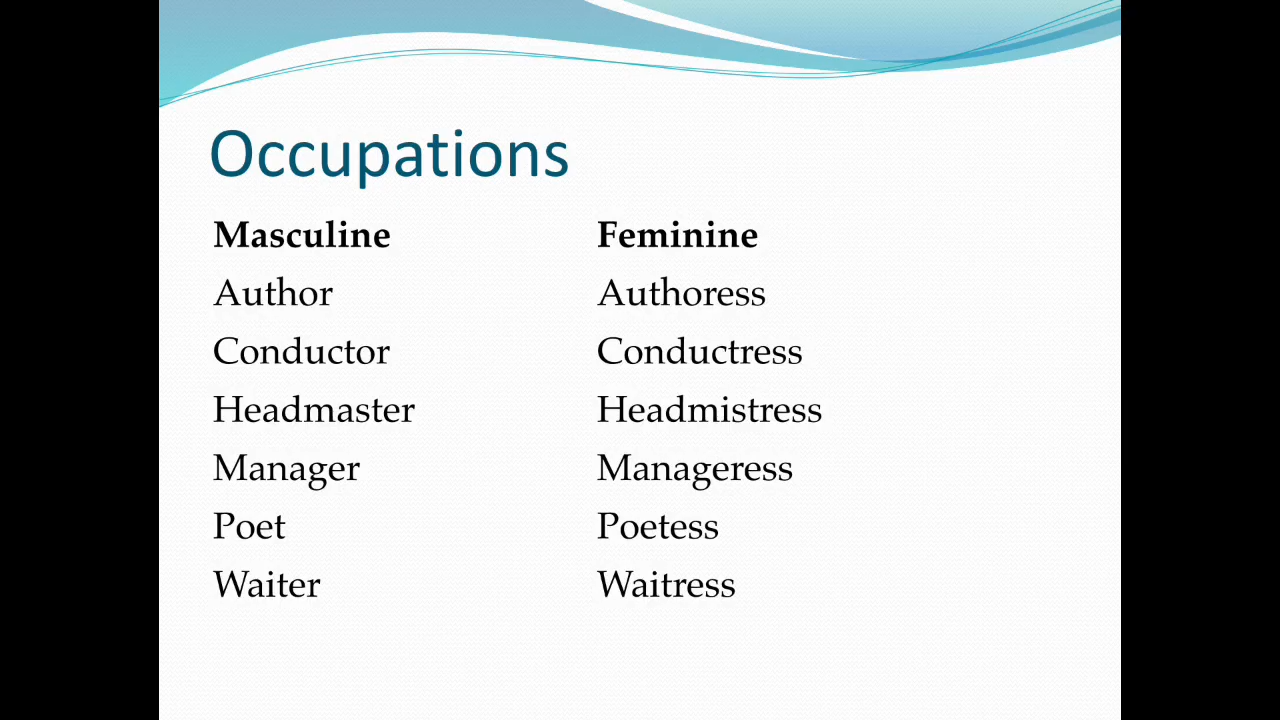 Occupations
Masculine Feminine
Author Authoress
Conductor Conductress
Headmaster Headmistress
Manager Manageress
Poet Poetess
Waiter Waitress